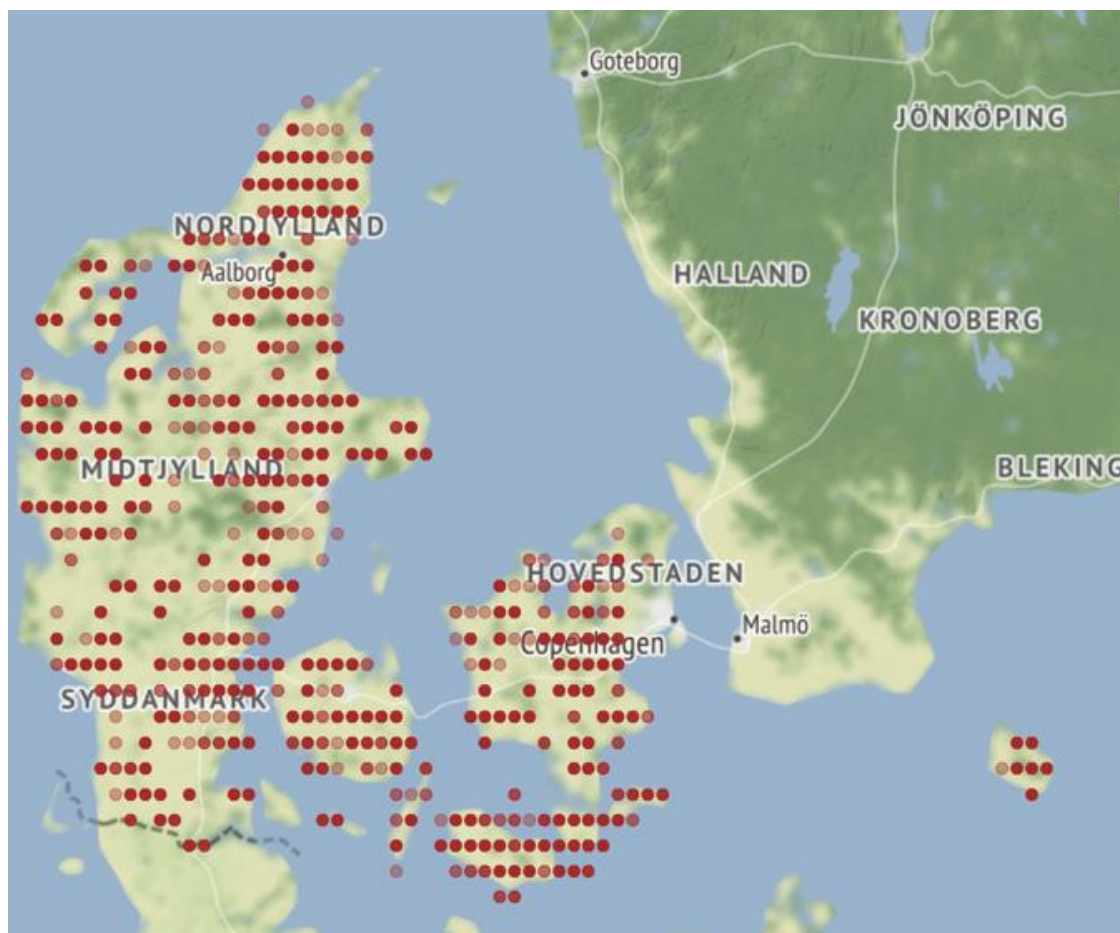 Goteborg
JÖNKÖPING
NORDJYLLAND
Aalborg
HALLAND
KRONOBERG
MIDTJYLLAND
BLEKING
HOVEDSTADEN
Copenhagen
Malmö
SYDDANMARK